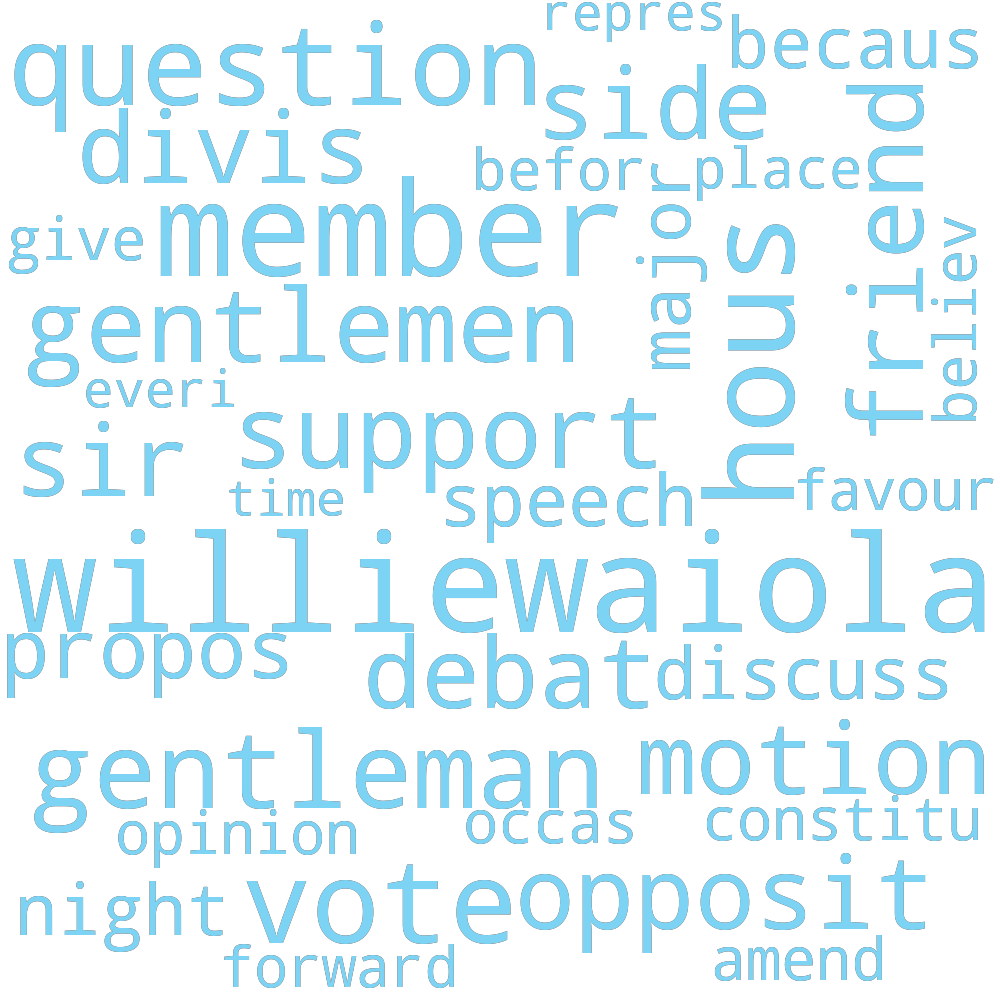 repres
question
becaus
side
friend
divis
befor
place
major
member
give
hous
believ
gentlemen
everi
support
sir
time
speech
favour
williewaiola
propos
debat
discuss
gentleman
motion
opinion
occas
constitu
vote
opposit
night
forward
amend